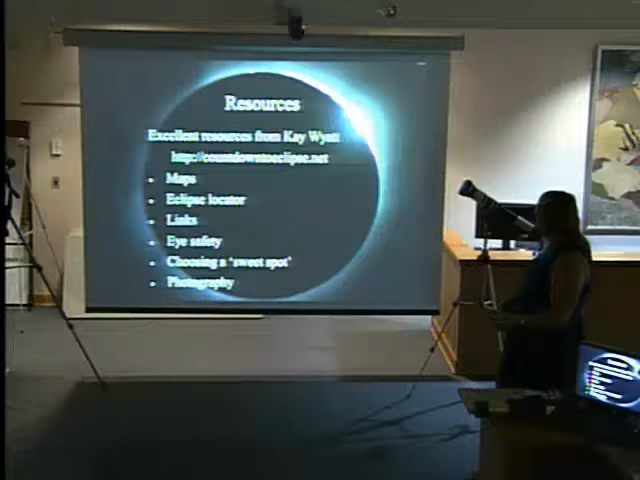 Resources
Excellent resources from Kay Wyatt
http://countdowntoeclipse.net
• Maps
• Eclipse locator
• Links
• Eye safety
• Choosing a 'sweet spot'
• Photography